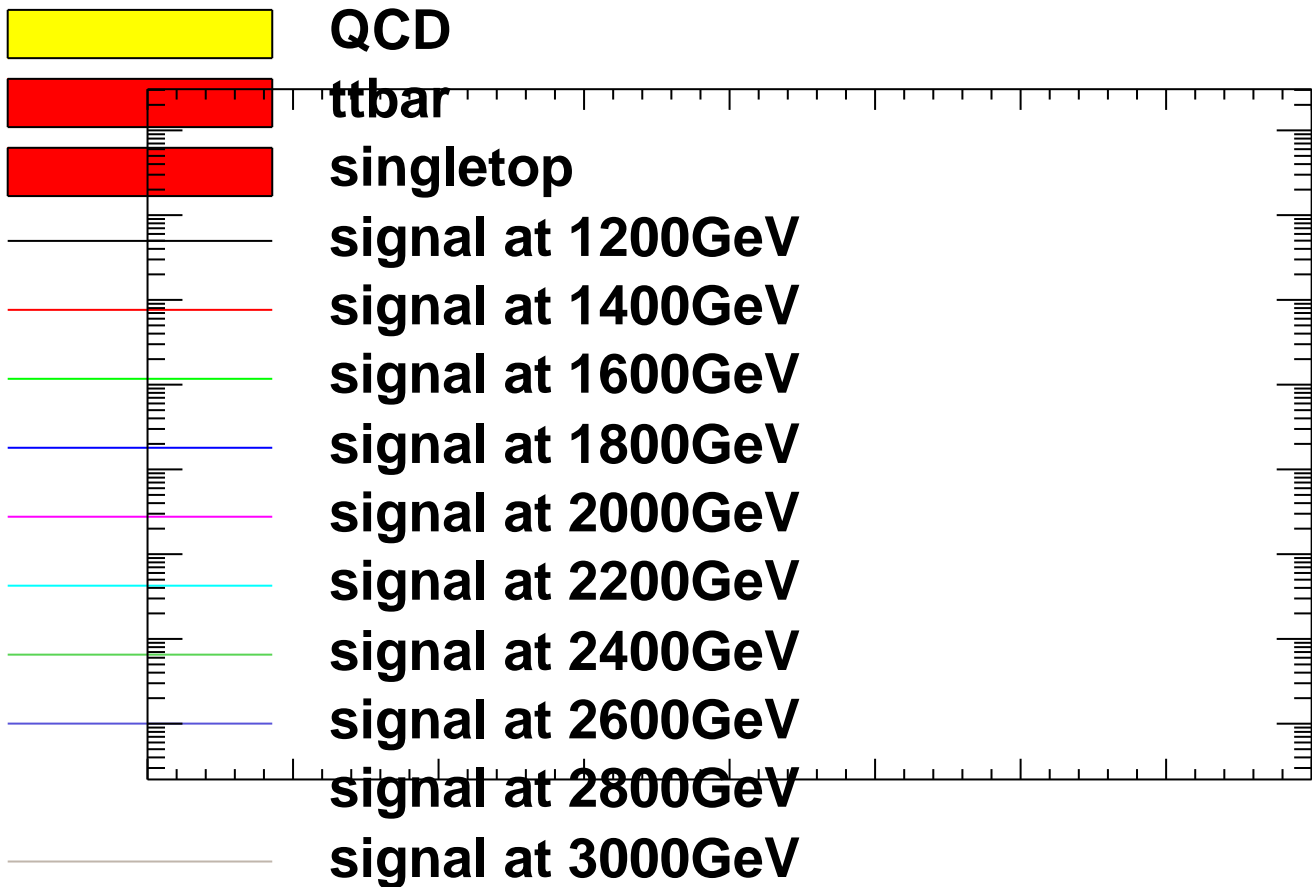 QCD
ttbar
singletop
signal at 1200GeV
signal at 1400GeV
signal at 1600GeV
signal at 1800GeV
signal at 2000GeV
signal at 2200GeV
signal at 2400GeV
signal at 2600GeV
signal at 2800GeV
signal at 3000GeV